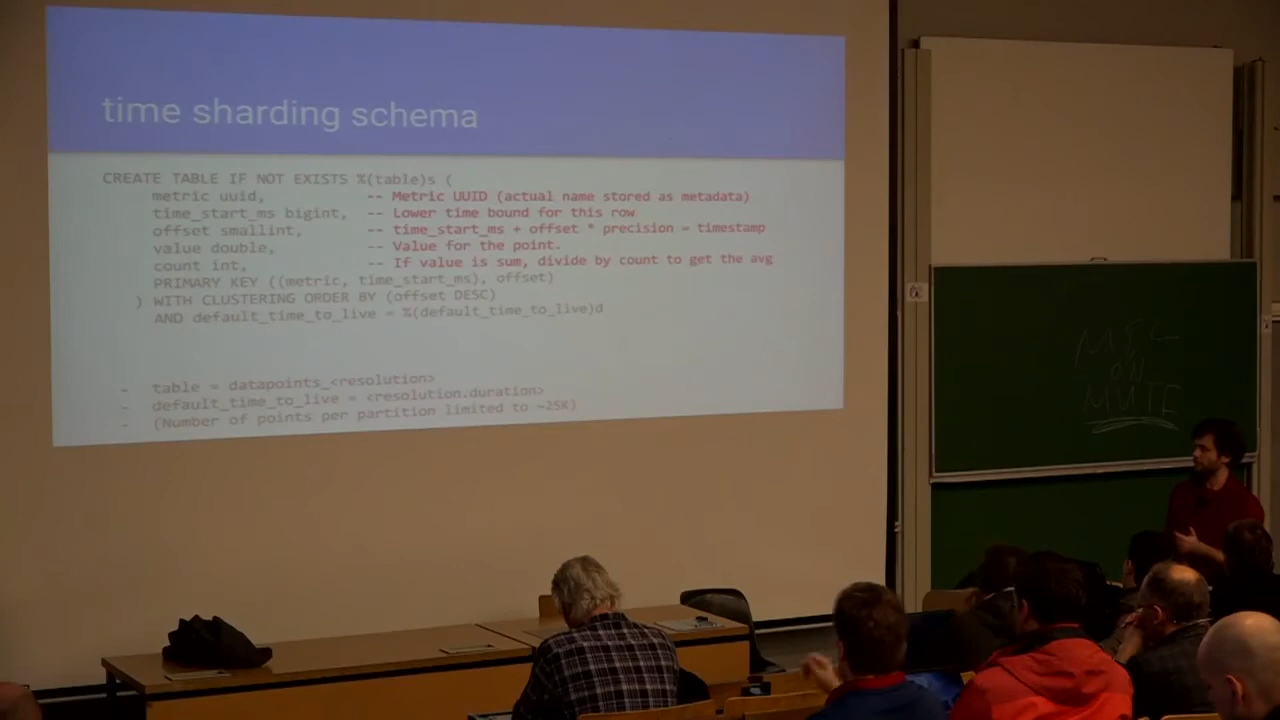 time sharding schema
CREATE TABLE IF NOT EXISTS %(table)s (
metric uuid, -- Metric UUID (actual name stored as metadata)
time_start_ms bigint, -- Lower time bound for this row
offset smallint, -- time_start_ms + offset * precision = timestamp
value double, -- Value for the point.
count int, -- If value is sum, divide by count to get the avg
PRIMARY KEY ((metric, time_start_ms), offset)
) WITH CLUSTERING ORDER BY (offset DESC)
AND default_time_to_live = %(default_time_to_live)d
- table = datapoints_<resolution>
- default_time_to_live = <resolution.duration>
- (Number of points per partition limited to ~25K)
ON
MUTE